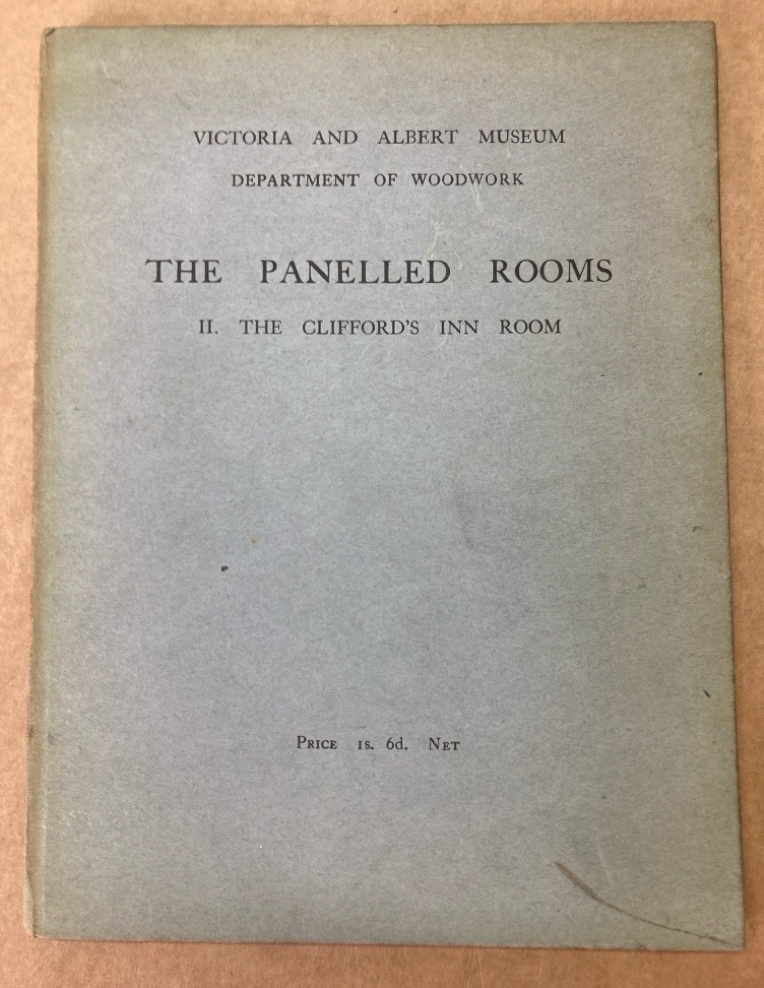 VICTORIA AND ALBERT MUSEUM
DEPARTMENT OF WOODWORK
THE PANELLED ROOMS
II. THE CLIFFORD'S INN ROOM
PRICE 1s. 6d. NET